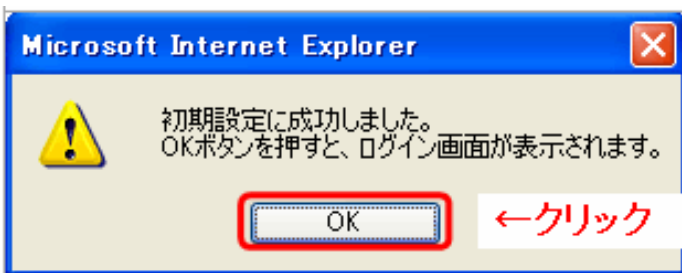 Microsoft Internet Explorer
初期設定に成功しました。
OKボタンを押すと、ログイン画面が表示されます。
OK
←クリック